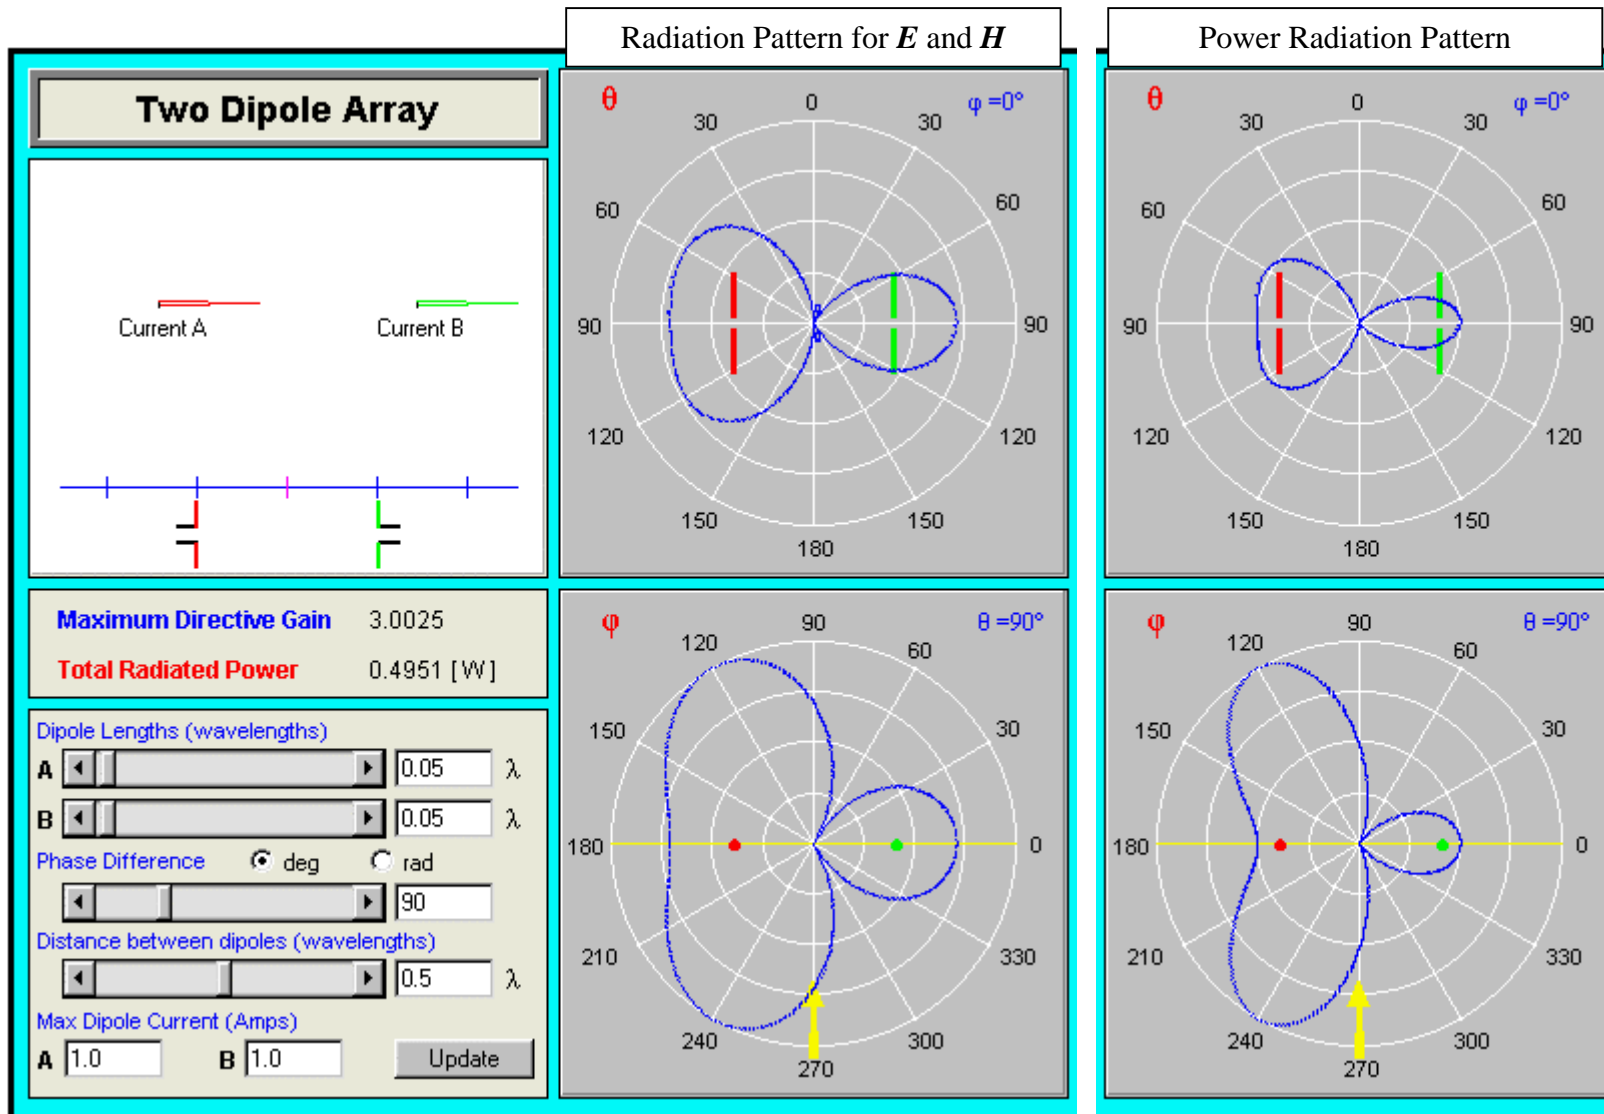 Radiation Pattern for E and H
Power Radiation Pattern
Two Dipole Array
Current A
Current B
Maximum Directive Gain 3.0025
Total Radiated Power 0.4951 [W]
Dipole Lengths (wavelengths)
A 0.05 λ
B 0.05 λ
Phase Difference deg rad
90
Distance between dipoles (wavelengths)
0.5 λ
Max Dipole Current (Amps)
A 1.0 B 1.0 Update
θ 0 φ =0°
30 30
60 60
90 90
120 120
150 150
180
φ 90 θ =90°
120 60
150 30
180 0
210 330
240 300
270
θ 0 φ =0°
30 30
60 60
90 90
120 120
150 150
180
φ 90 θ =90°
120 60
150 30
180 0
210 330
240 300
270